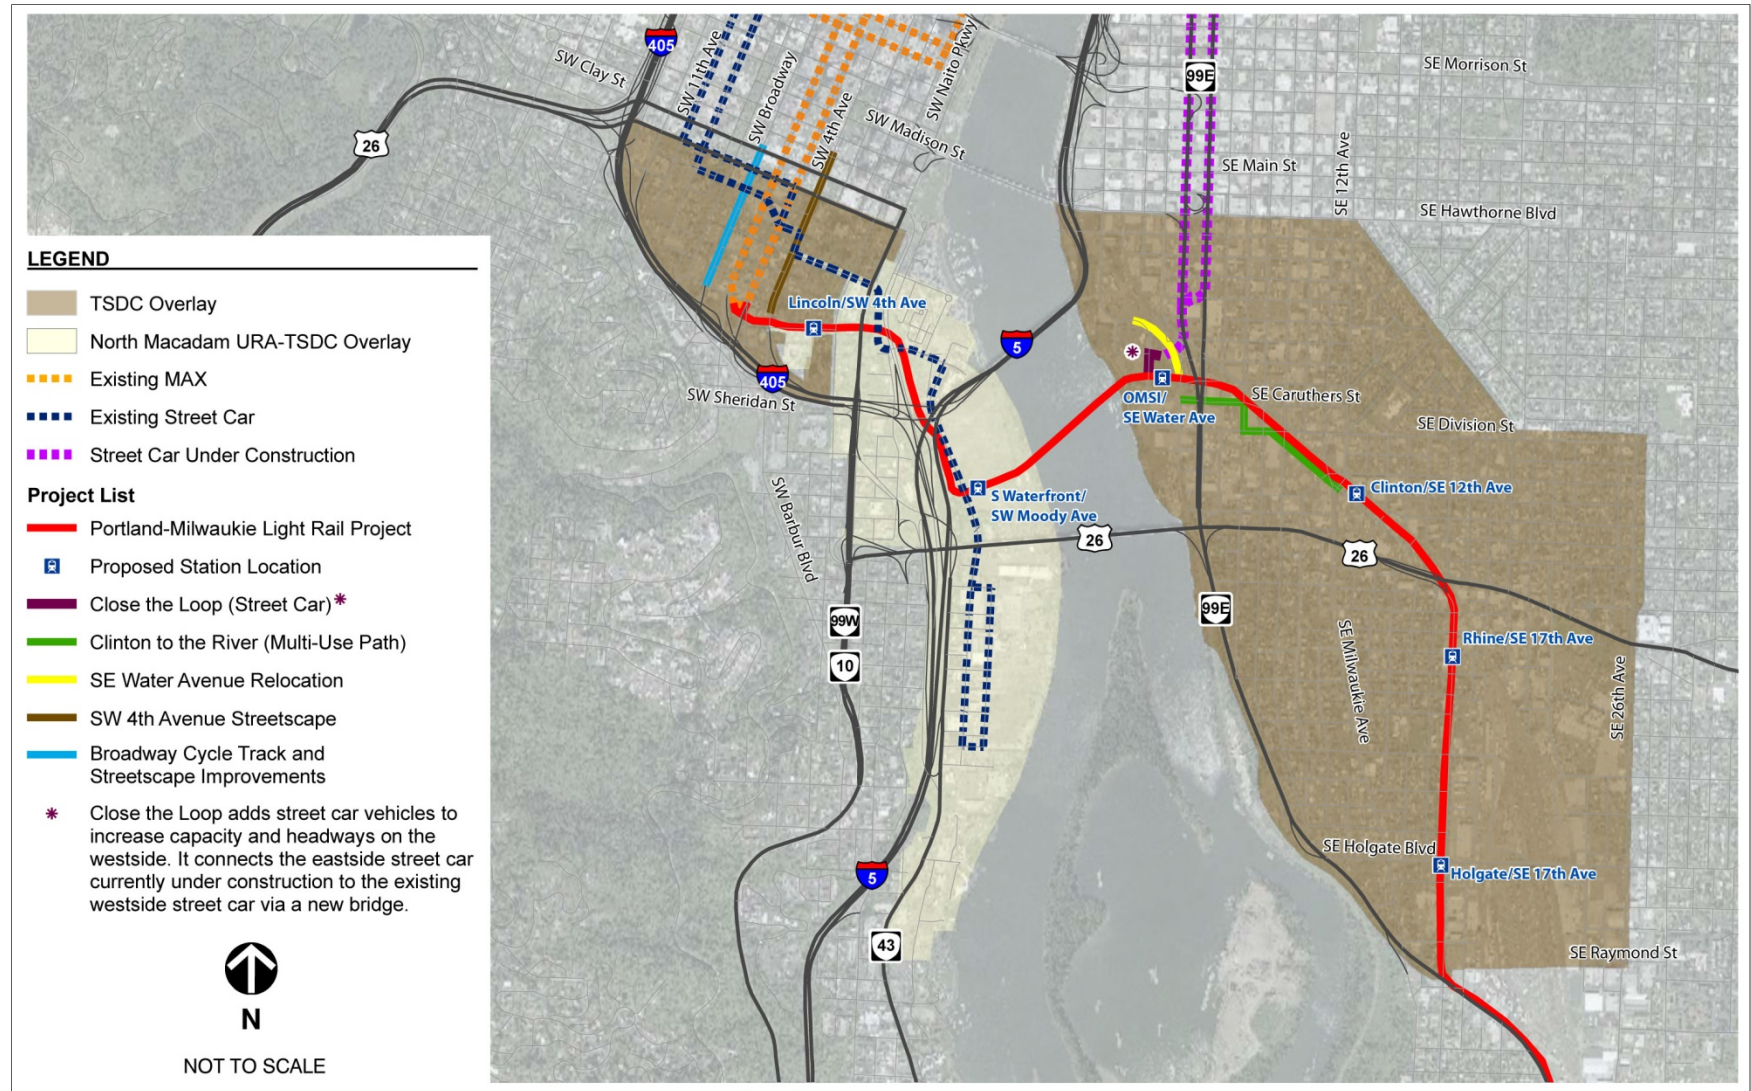 LEGEND
TSDC Overlay
North Macadam URA-TSDC Overlay
Existing MAX
Existing Street Car
Street Car Under Construction
Project List
Portland-Milwaukie Light Rail Project
Proposed Station Location
Close the Loop (Street Car)*
Clinton to the River (Multi-Use Path)
SE Water Avenue Relocation
SW 4th Avenue Streetscape
Broadway Cycle Track and
Streetscape Improvements
* Close the Loop adds street car vehicles to
increase capacity and headways on the
westside. It connects the eastside street car
currently under construction to the existing
westside street car via a new bridge.
N
NOT TO SCALE
405
SW Clay St
SW 11th Ave
SW Broadway
SW 4th Ave
SW Naito Pkwy
SW Madison St
26
99E
SE Morrison St
SE Main St
SE 12th Ave
SE Hawthorne Blvd
Lincoln/SW 4th Ave
5
405
SW Sheridan St
*
OMSI/
SE Water Ave
SE Caruthers St
SE Division St
Clinton/SE 12th Ave
S Waterfront/
SW Moody Ave
SW Barbur Blvd
26
26
99W
10
99E
SE Milwaukie Ave
Rhine/SE 17th Ave
SE 26th Ave
SE Holgate Blvd
Holgate/SE 17th Ave
5
43
SE Raymond St